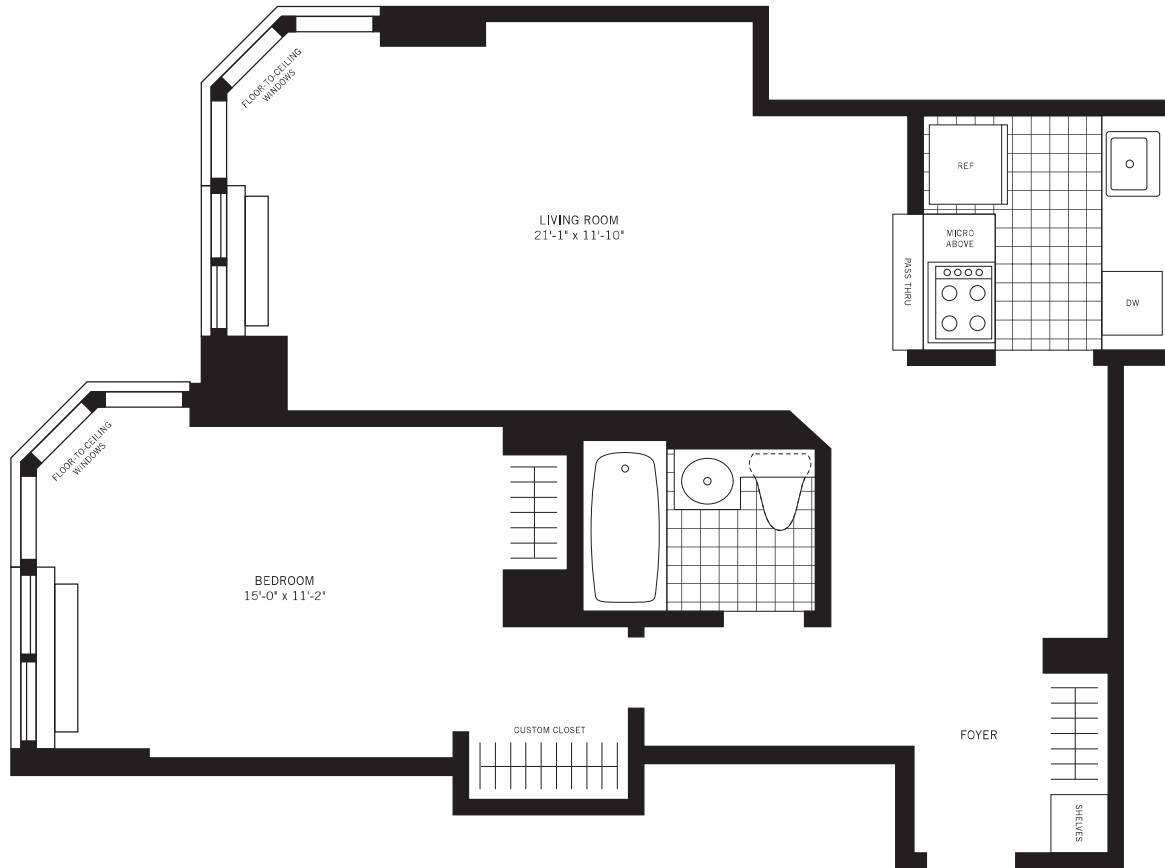 FLOOR-TO-CEILING
WINDOWS
LIVING ROOM
21'-1" x 11'-10"
REF
MICRO
ABOVE
PASS THRU
DW
FLOOR-TO-CEILING
WINDOWS
BEDROOM
15'-0" x 11'-2"
CUSTOM CLOSET
FOYER
SHELVES